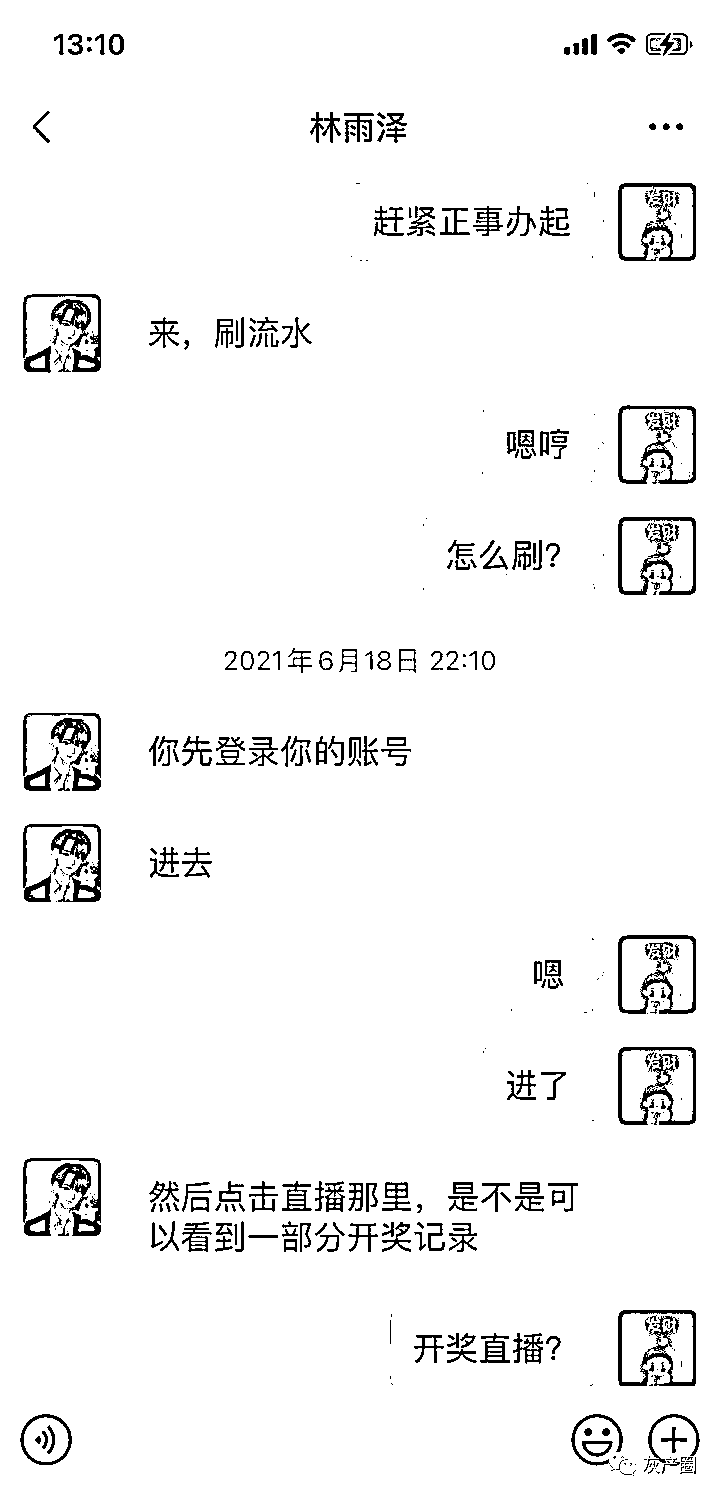 13:10
林雨泽
赶紧正事办起
来，刷流水
嗯哼
怎么刷？
2021年6月18日 22:10
你先登录你的账号
进去
嗯
进了
然后点击直播那里，是不是可
以看到一部分开奖记录
开奖直播？
灰产圈